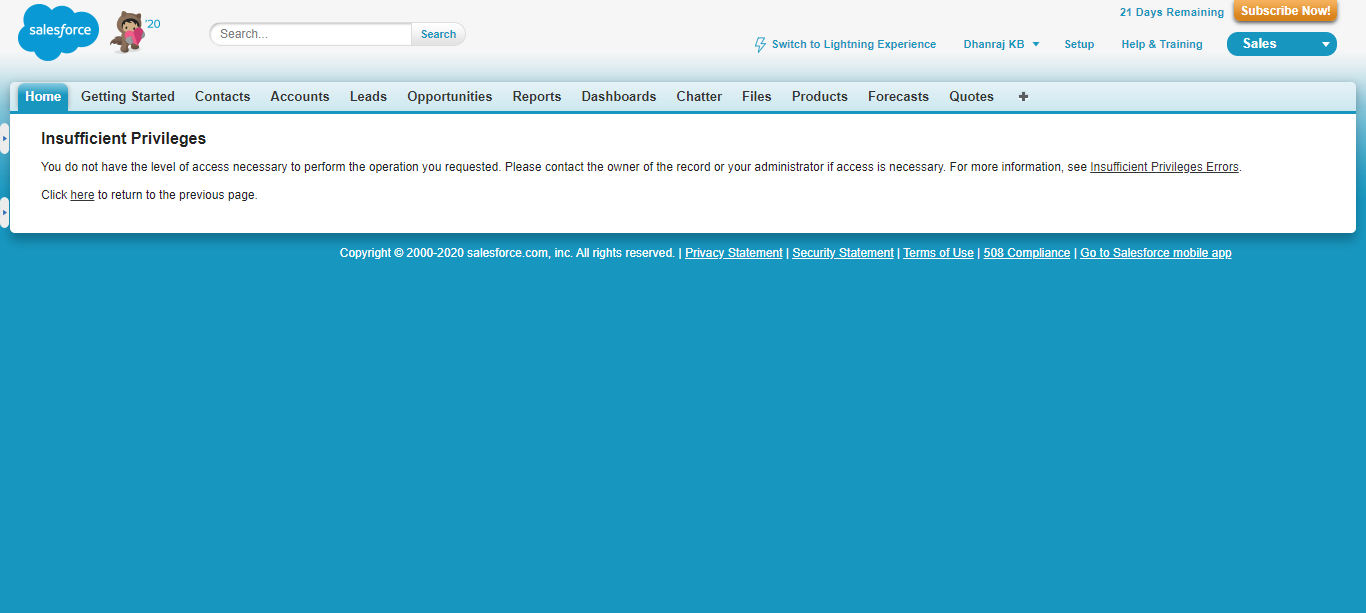 salesforce
'20
Search...
Search
21 Days Remaining
Subscribe Now!
Switch to Lightning Experience
Dhanraj KB
Setup
Help & Training
Sales
Home Getting Started Contacts Accounts Leads Opportunities Reports Dashboards Chatter Files Products Forecasts Quotes +
Insufficient Privileges
You do not have the level of access necessary to perform the operation you requested. Please contact the owner of the record or your administrator if access is necessary. For more information, see Insufficient Privileges Errors.
Click here to return to the previous page.
Copyright © 2000-2020 salesforce.com, inc. All rights reserved. | Privacy Statement | Security Statement | Terms of Use | 508 Compliance | Go to Salesforce mobile app